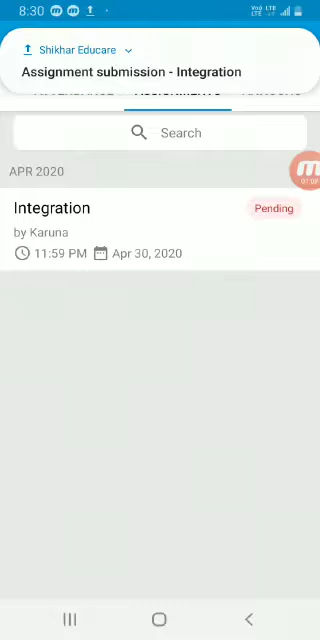 8:30
Shikhar Educare
Assignment submission - Integration
Search
APR 2020
Integration
Pending
by Karuna
11:59 PM Apr 30, 2020